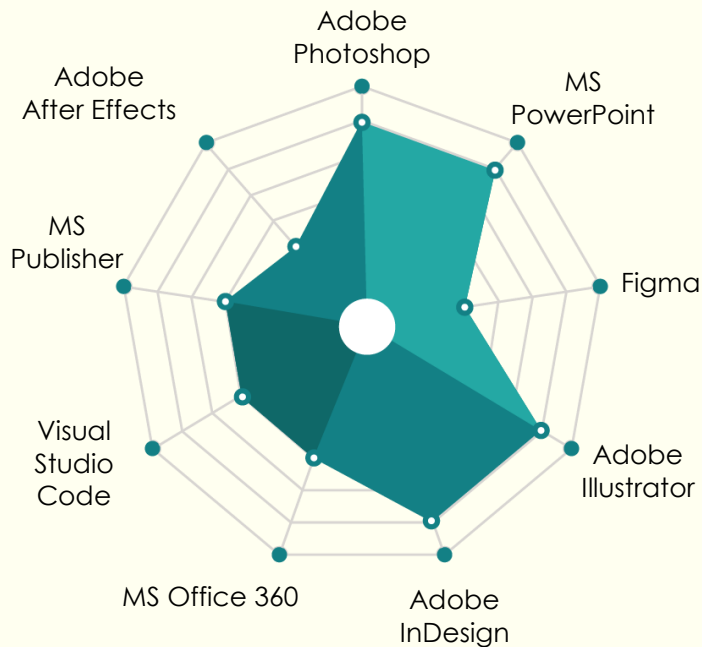 Adobe
Photoshop
MS
PowerPoint
Figma
Adobe
Illustrator
Adobe
InDesign
MS Office 360
Visual
Studio
Code
MS
Publisher
Adobe
After Effects